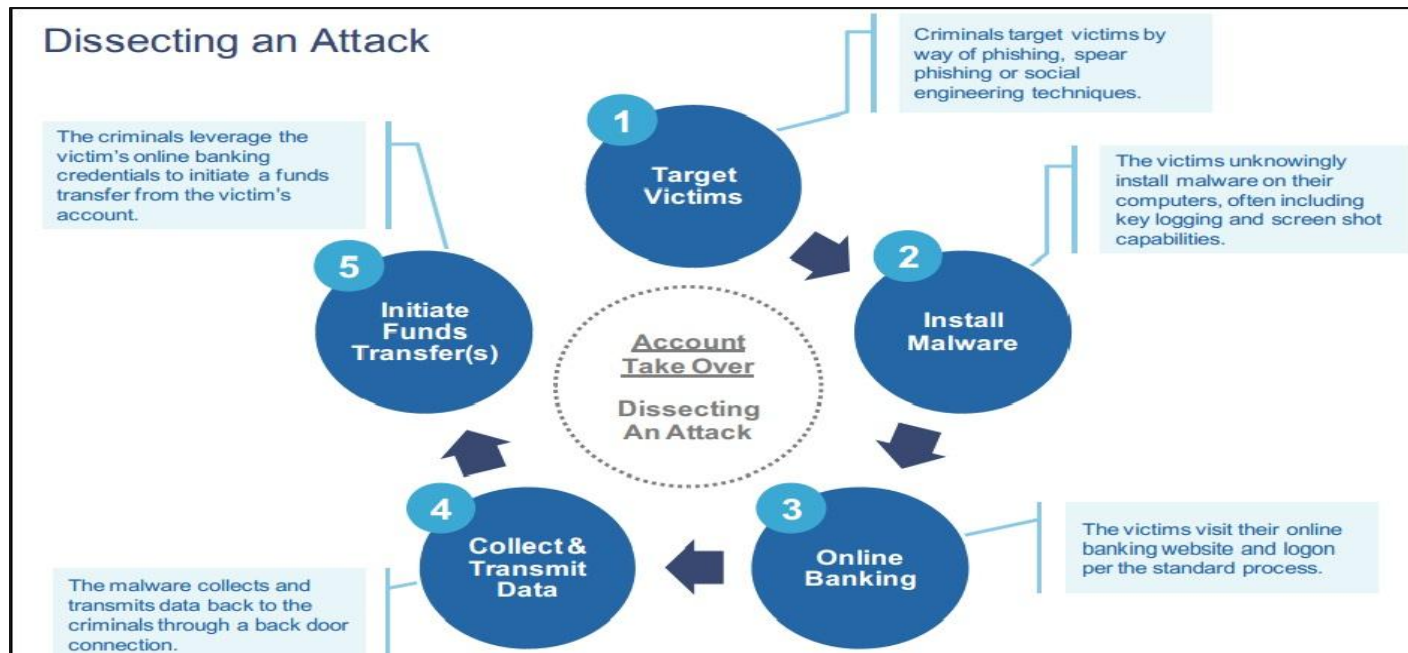 Dissecting an Attack
Criminals target victims by
way of phishing, spear
phishing or social
engineering techniques.
1
Target
Victims
The criminals leverage the
victim's online banking
credentials to initiate a funds
transfer from the victim's
account.
The victims unknowingly
install malware on their
computers, often including
key logging and screen shot
capabilities.
2
Install
Malware
5
Initiate
Funds
Transfer(s)
Account
Take Over
Dissecting
An Attack
3
Online
Banking
The victims visit their online
banking website and logon
per the standard process.
4
Collect &
Transmit
Data
The malware collects and
transmits data back to the
criminals through a back door
connection.